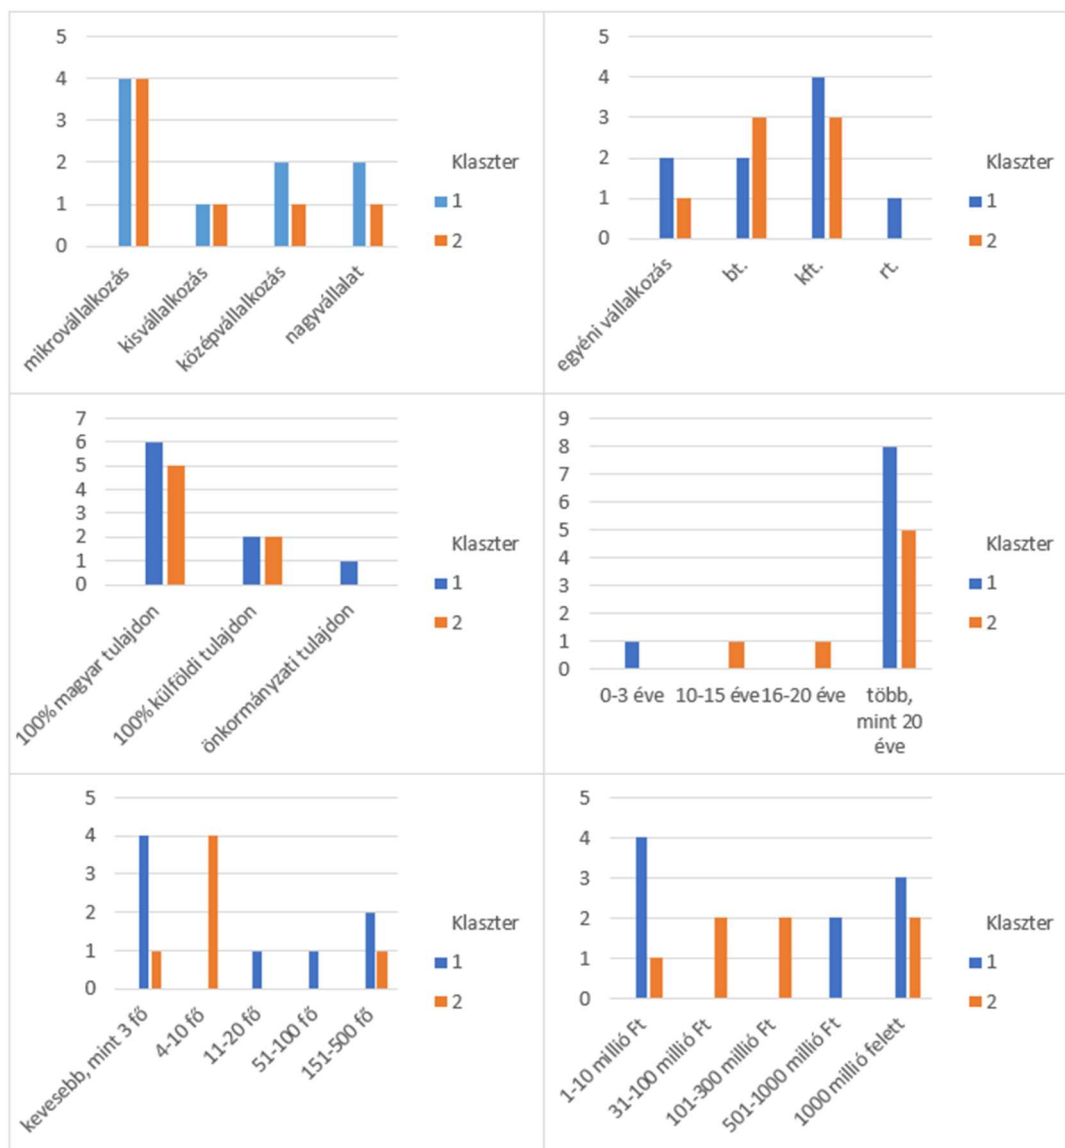 5
4
3
2
1
0
mikrovállalkozás
kisvállalkozás
középvállalkozás
nagyvállalat
Klaszter
1
2
5
4
3
2
1
0
egyéni vállalkozás
bt.
kft.
rt.
Klaszter
1
2
7
6
5
4
3
2
1
0
100% magyar tulajdon
100% külföldi tulajdon
önkormányzati tulajdon
Klaszter
1
2
9
8
7
6
5
4
3
2
1
0
0-3 éve 10-15 éve 16-20 éve több,
mint 20
éve
Klaszter
1
2
5
4
3
2
1
0
kevesebb, mint 3 fő
4-10 fő
11-20 fő
51-100 fő
151-500 fő
Klaszter
1
2
5
4
3
2
1
0
1-10 millió Ft
31-100 millió Ft
101-300 millió Ft
501-1000 millió Ft
1000 millió felett
Klaszter
1
2